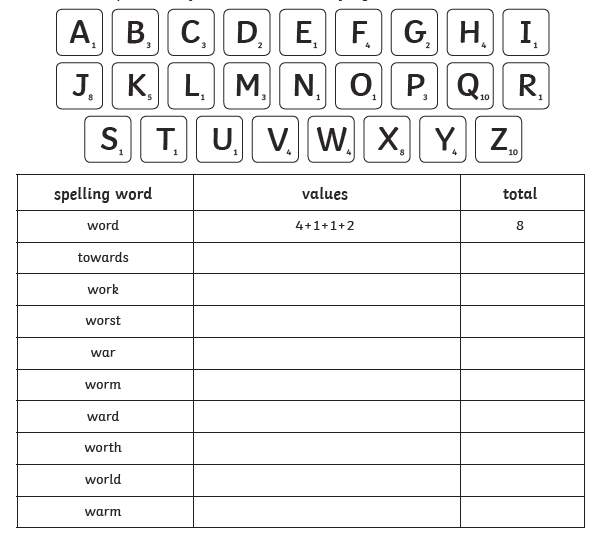 A1 B3 C3 D2 E1 F4 G2 H4 I1
J8 K5 L1 M3 N1 O1 P3 Q10 R1
S1 T1 U1 V4 W4 X8 Y4 Z10
spelling word values total
word 4+1+1+2 8
towards
work
worst
war
worm
ward
worth
world
warm